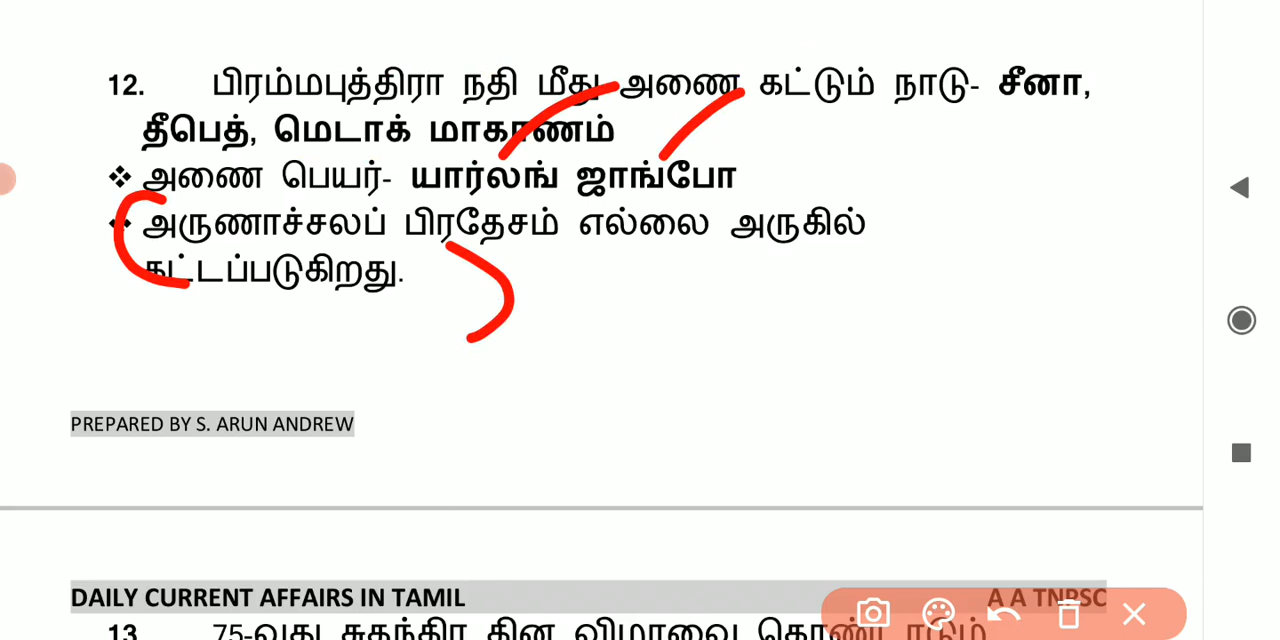 12. பிரம்மபுத்திரா நதி மீது அணை கட்டும் நாடு- சீனா,
தீபெத், மெடாக் மாகாணம்
❖ அணை பெயர்- யார்லங் ஜாங்போ
❖ அருணாச்சலப் பிரதேசம் எல்லை அருகில்
கட்டப்படுகிறது.
PREPARED BY S. ARUN ANDREW
DAILY CURRENT AFFAIRS IN TAMIL A A TNPSC
13 75-வது சுதந்திர தின விழாவை கொண்டாடும்